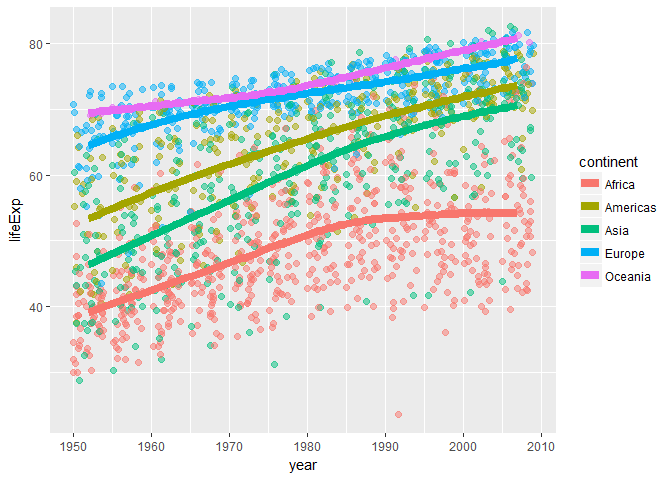 80
60
40
lifeExp
1950
1960
1970
1980
1990
2000
2010
year
continent
Africa
Americas
Asia
Europe
Oceania